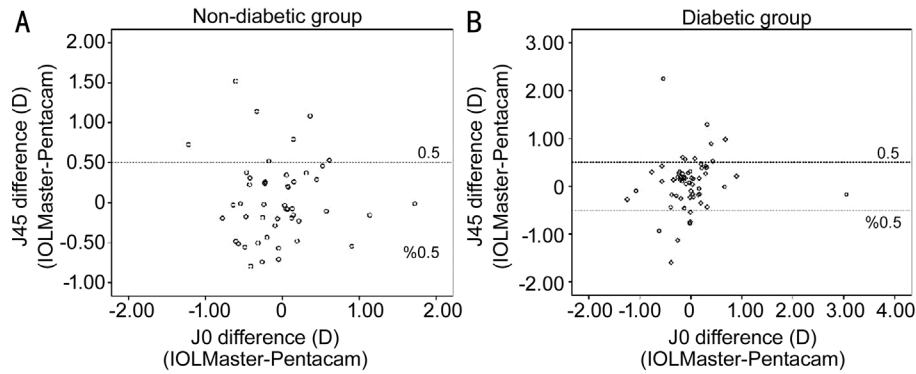 A
Non-diabetic group
J45 difference (D)
(IOLMaster-Pentacam)
2.00
1.50
1.00
0.50
0
-0.50
-1.00
0.5
%0.5
-2.00 -1.00 0 1.00 2.00
J0 difference (D)
(IOLMaster-Pentacam)
B
Diabetic group
J45 difference (D)
(IOLMaster-Pentacam)
3.00
2.00
1.00
0
-1.00
-2.00
0.5
%0.5
-2.00 -1.00 0 1.00 2.00 3.00 4.00
J0 difference (D)
(IOLMaster-Pentacam)